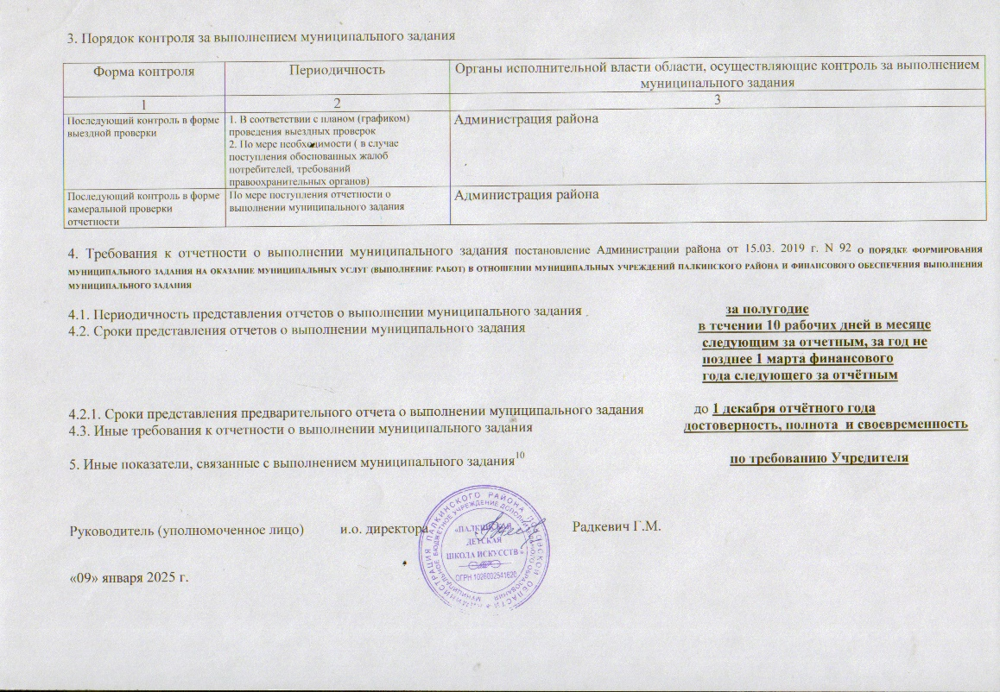 3. Порядок контроля за выполнением муниципального задания
Форма контроля
Периодичность
Органы исполнительной власти области, осуществляющие контроль за выполнением
муниципального задания
1
2
3
Последующий контроль в форме
выездной проверки
1. В соответствии с планом (графиком)
проведения выездных проверок
2. По мере необходимости ( в случае
поступления обоснованных жалоб
потребителей, требований
правоохранительных органов)
Администрация района
Последующий контроль в форме
камеральной проверки
отчетности
По мере поступления отчетности о
выполнении муниципального задания
Администрация района
4. Требования к отчетности о выполнении муниципального задания постановление Администрации района от 15.03. 2019 г. N 92 О ПОРЯДКЕ ФОРМИРОВАНИЯ
МУНИЦИПАЛЬНОГО ЗАДАНИЯ НА ОКАЗАНИЕ МУНИЦИПАЛЬНЫХ УСЛУГ (ВЫПОЛНЕНИЕ РАБОТ) В ОТНОШЕНИИ МУНИЦИПАЛЬНЫХ УЧРЕЖДЕНИЙ ПАЛКИНСКОГО РАЙОНА И ФИНАНСОВОГО ОБЕСПЕЧЕНИЯ ВЫПОЛНЕНИЯ
МУНИЦИПАЛЬНОГО ЗАДАНИЯ
4.1. Периодичность представления отчетов о выполнении муниципального задания за полугодие
4.2. Сроки представления отчетов о выполнении муниципального задания в течении 10 рабочих дней в месяце
следующим за отчетным, за год не
позднее 1 марта финансового
года следующего за отчётным
4.2.1. Сроки представления предварительного отчета о выполнении муниципального задания до 1 декабря отчётного года
4.3. Иные требования к отчетности о выполнении муниципального задания достоверность, полнота и своевременность
5. Иные показатели, связанные с выполнением муниципального задания10 по требованию Учредителя
Руководитель (уполномоченное лицо) и.о. директора Радкевич Г.М.
АДМИНИСТРАЦИЯ ПАЛКИНСКОГО РАЙОНА ПСКОВСКОЙ ОБЛАСТИ
МУНИЦИПАЛЬНОЕ БЮДЖЕТНОЕ УЧРЕЖДЕНИЕ ДОПОЛНИТЕЛЬНОГО ОБРАЗОВАНИЯ
«ПАЛКИНСКАЯ
ДЕТСКАЯ
ШКОЛА ИСКУССТВ»
ОГРН 1026002541620
«09» января 2025 г.